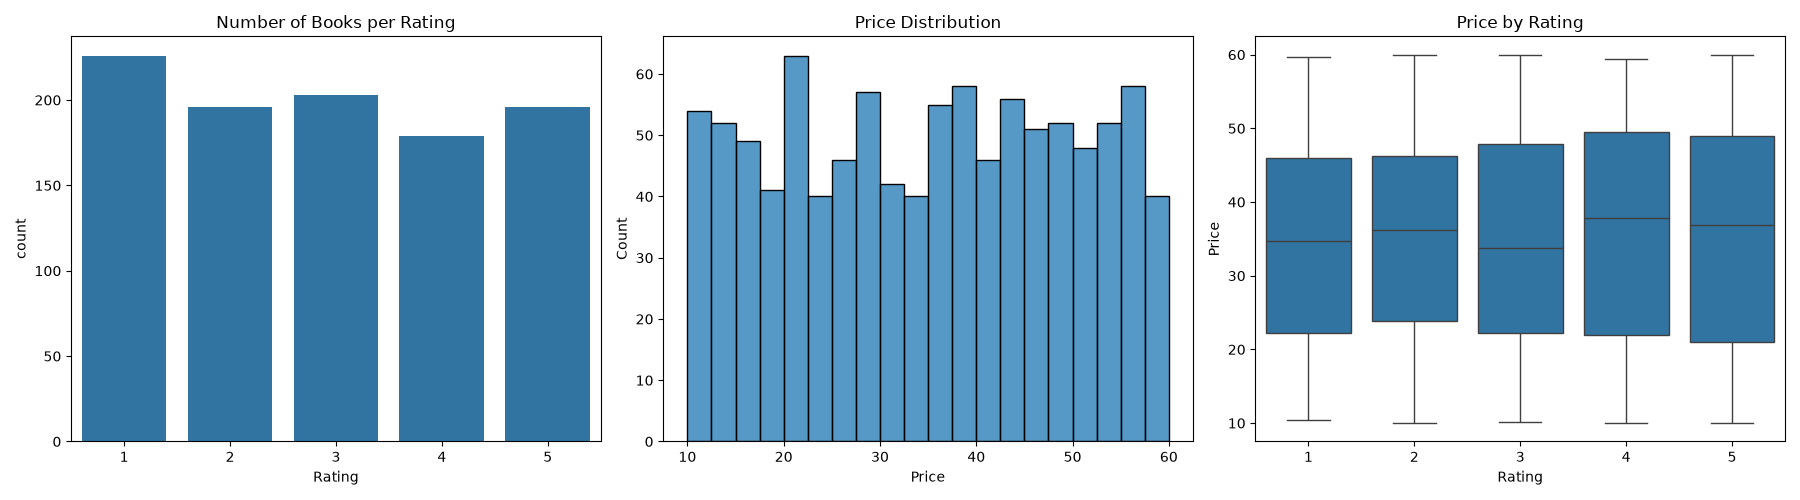 Number of Books per Rating
count
200
150
100
50
0
1 2 3 4 5
Rating
Price Distribution
Count
60
50
40
30
20
10
0
10 20 30 40 50 60
Price
Price by Rating
Price
60
50
40
30
20
10
1 2 3 4 5
Rating